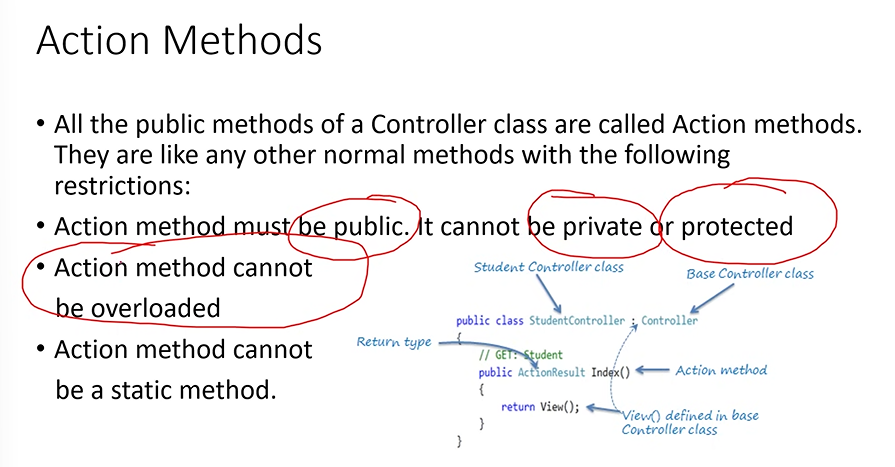 Action Methods
• All the public methods of a Controller class are called Action methods.
They are like any other normal methods with the following
restrictions:
• Action method must be public. It cannot be private or protected
• Action method cannot
be overloaded
• Action method cannot
be a static method.
Student Controller class
Base Controller class
public class StudentController : Controller
{
Return type
// GET: Student
public ActionResult Index()
Action method
{
return View();
View() defined in base
Controller class
}
}